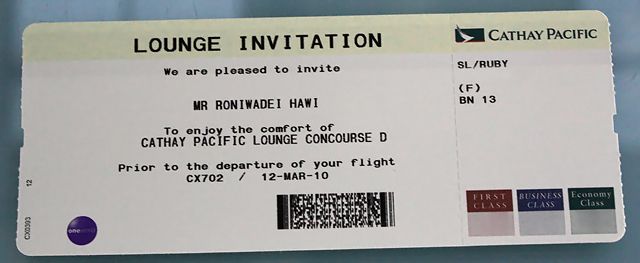 LOUNGE INVITATION
We are pleased to invite
MR RONIWADEI HAWI
To enjoy the comfort of
CATHAY PACIFIC LOUNGE CONCOURSE D
Prior to the departure of your flight
CX702 / 12-MAR-10
12
CX0393
oneworld
CATHAY PACIFIC
SL/RUBY
(F)
BN 13
FIRST CLASS
BUSINESS CLASS
Economy Class